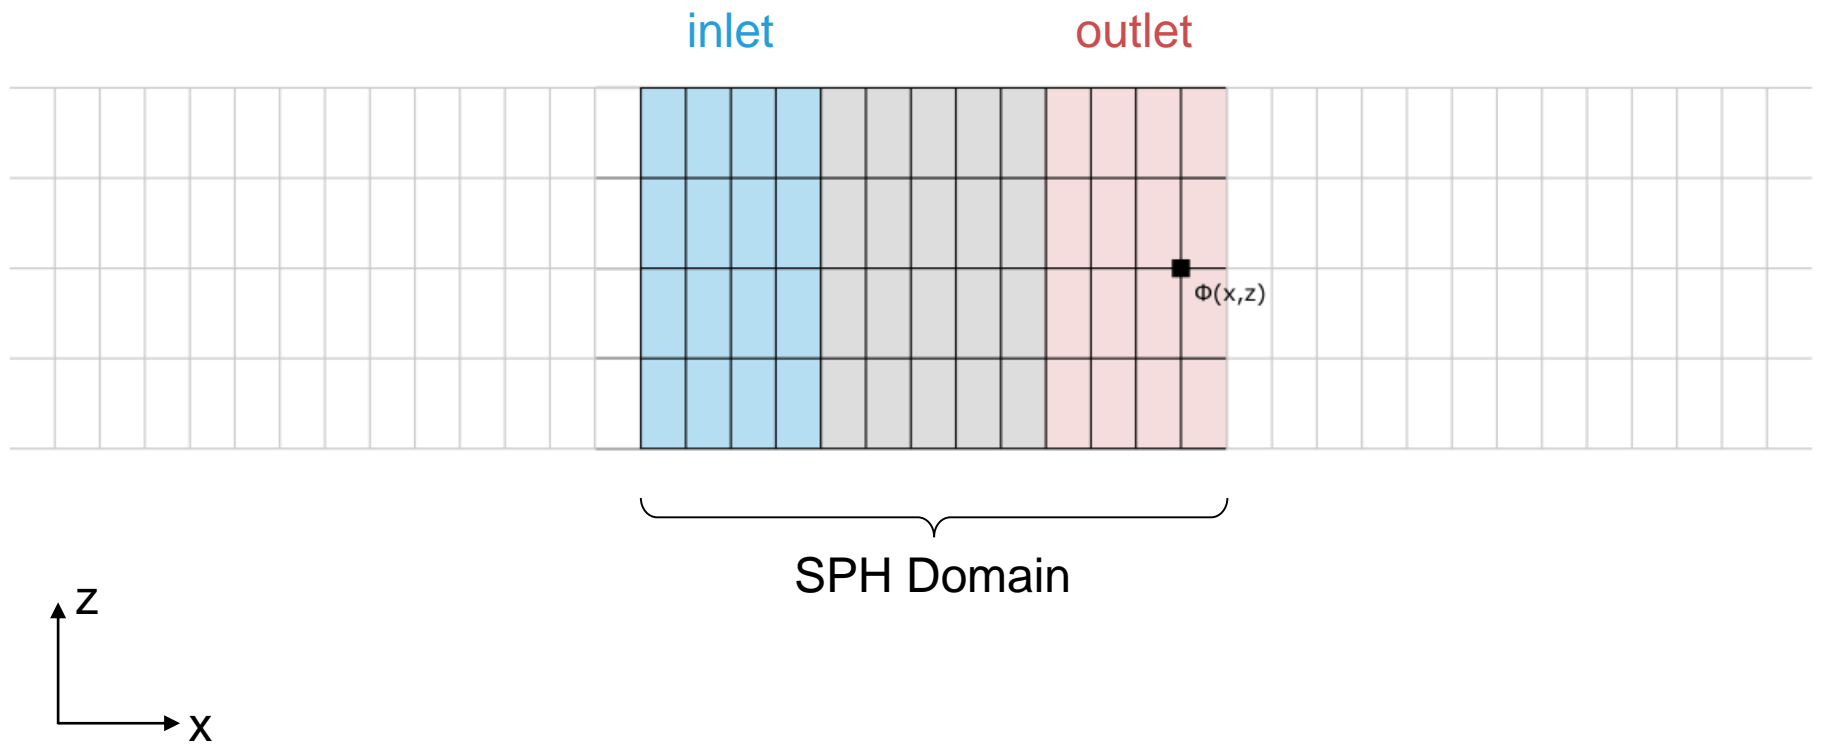 inlet
outlet
Φ(x,z)
SPH Domain
z
x